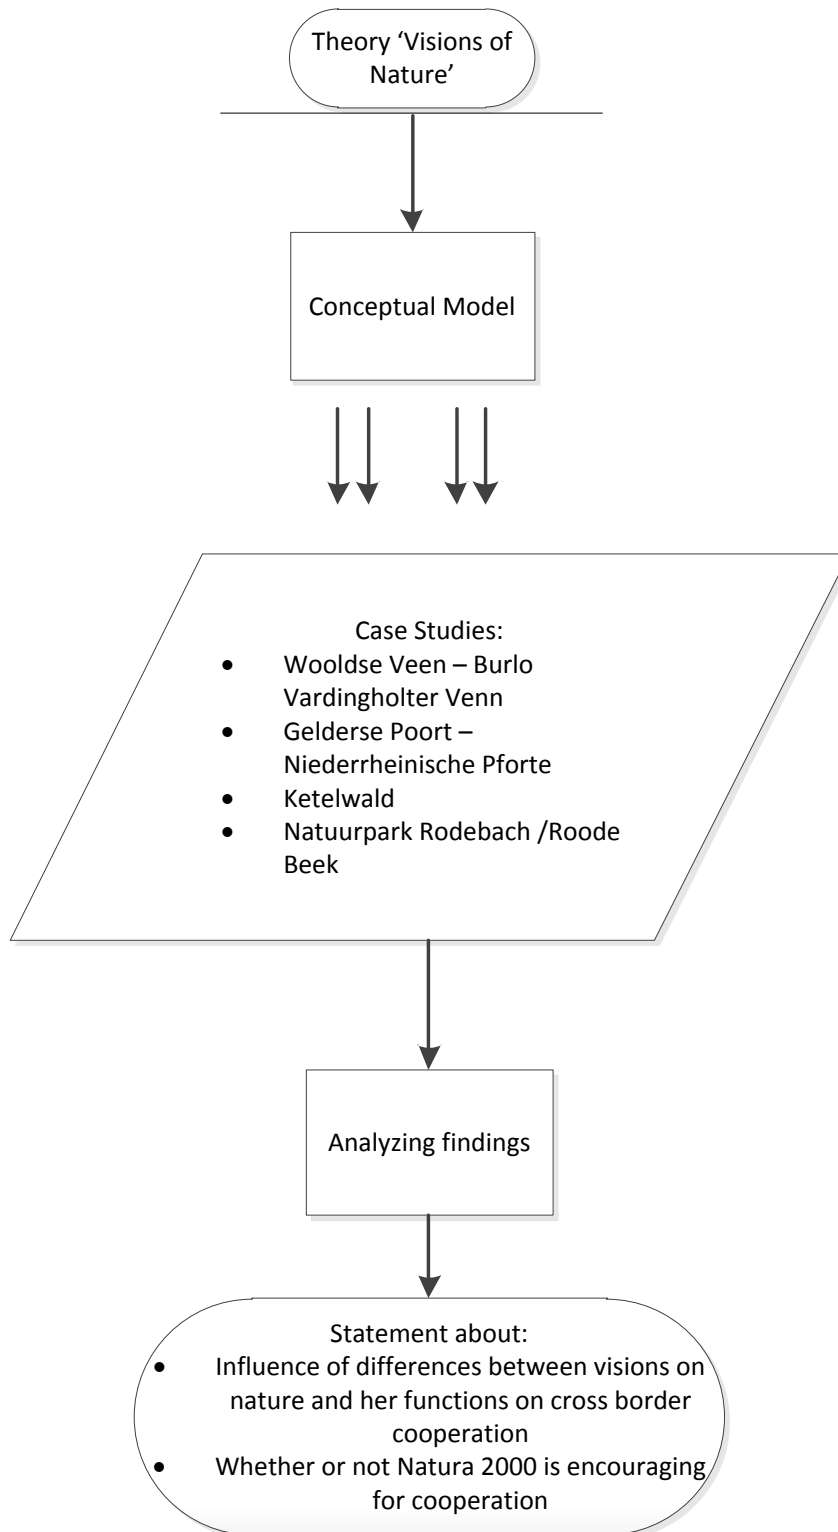 Theory ‘Visions of
Nature’
Conceptual Model
Case Studies:
• Wooldse Veen – Burlo
Vardingholter Venn
• Gelderse Poort –
Niederrheinische Pforte
• Ketelwald
• Natuurpark Rodebach /Roode
Beek
Analyzing findings
Statement about:
• Influence of differences between visions on
nature and her functions on cross border
cooperation
• Whether or not Natura 2000 is encouraging
for cooperation